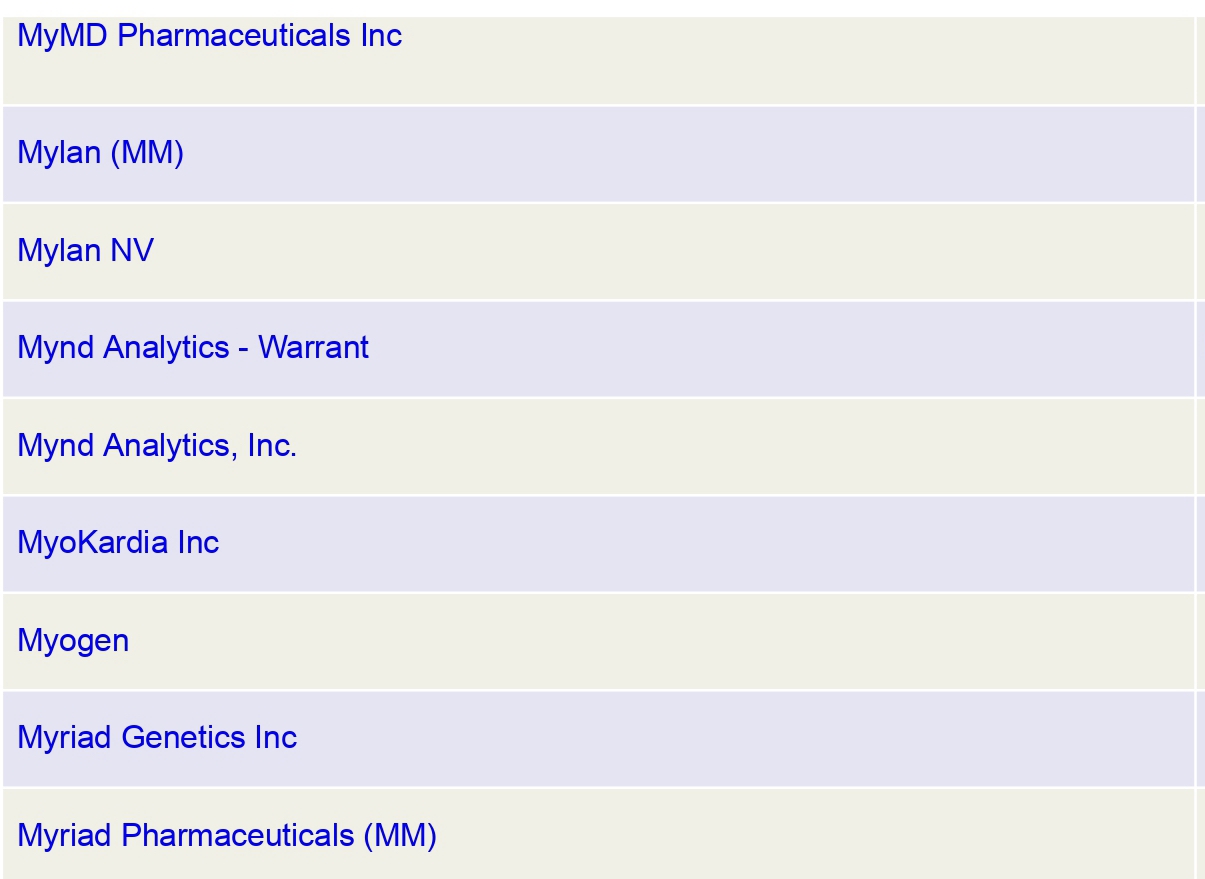 MyMD Pharmaceuticals Inc
Mylan (MM)
Mylan NV
Mynd Analytics - Warrant
Mynd Analytics, Inc.
MyoKardia Inc
Myogen
Myriad Genetics Inc
Myriad Pharmaceuticals (MM)